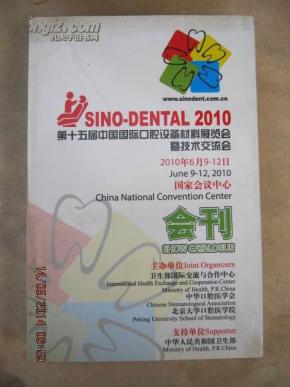 www.sinodent.com.cn
SINO-DENTAL 2010
第十五届中国国际口腔设备材料展览会
暨技术交流会
2010年6月9-12日
June 9-12, 2010
国家会议中心
China National Convention Center
会刊
SHOW CATALOGUE
主办单位Joint Organizers
卫生部国际交流与合作中心
International Health Exchange and Cooperation Center
Ministry of Health, P.R.China
中华口腔医学会
Chinese Stomatological Association
北京大学口腔医学院
Peking University School of Stomatology
支持单位Supporter
中华人民共和国卫生部
Ministry of Health, P.R. China